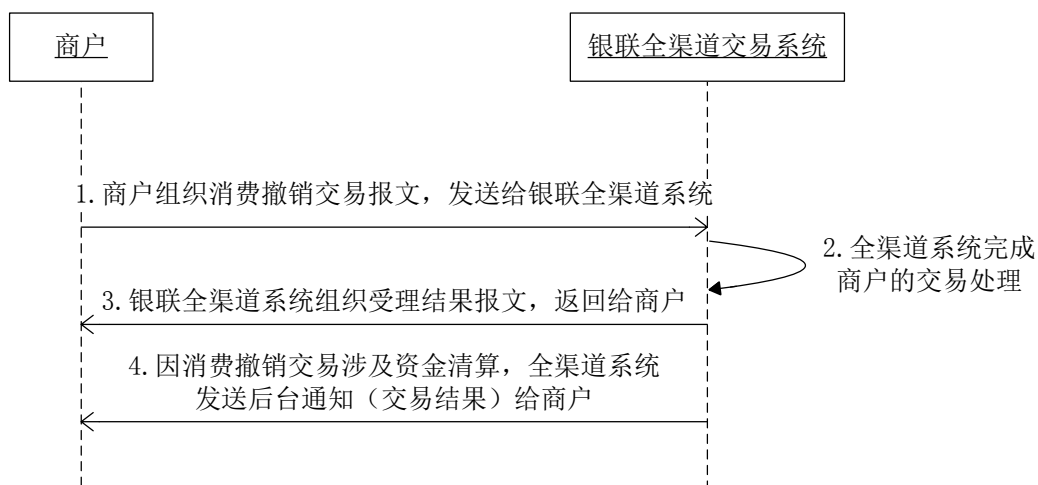 商户
银联全渠道交易系统
1.商户组织消费撤销交易报文，发送给银联全渠道系统
2.全渠道系统完成
商户的交易处理
3.银联全渠道系统组织受理结果报文，返回给商户
4.因消费撤销交易涉及资金清算，全渠道系统
发送后台通知（交易结果）给商户